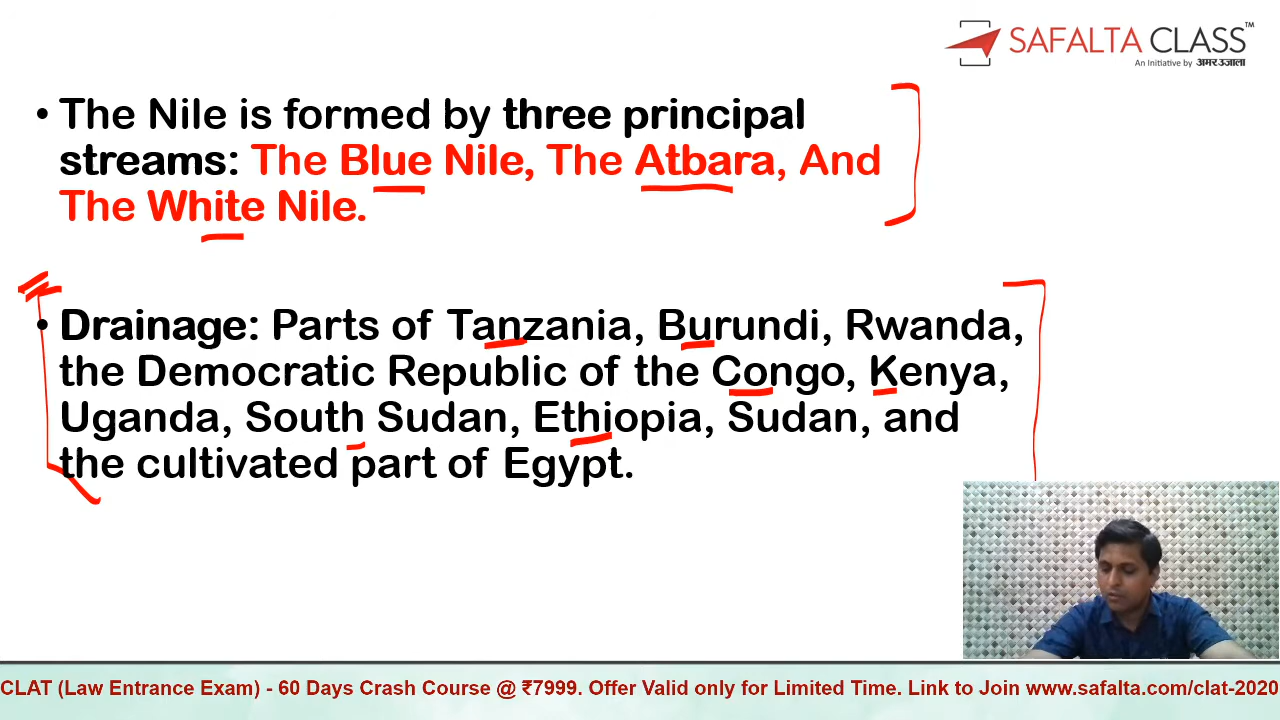 SAFALTA CLASS™
An Initiative by अमर उजाला
• The Nile is formed by three principal
streams: The Blue Nile, The Atbara, And
The White Nile.
• Drainage: Parts of Tanzania, Burundi, Rwanda,
the Democratic Republic of the Congo, Kenya,
Uganda, South Sudan, Ethiopia, Sudan, and
the cultivated part of Egypt.
CLAT (Law Entrance Exam) - 60 Days Crash Course @ ₹7999. Offer Valid only for Limited Time. Link to Join www.safalta.com/clat-2020